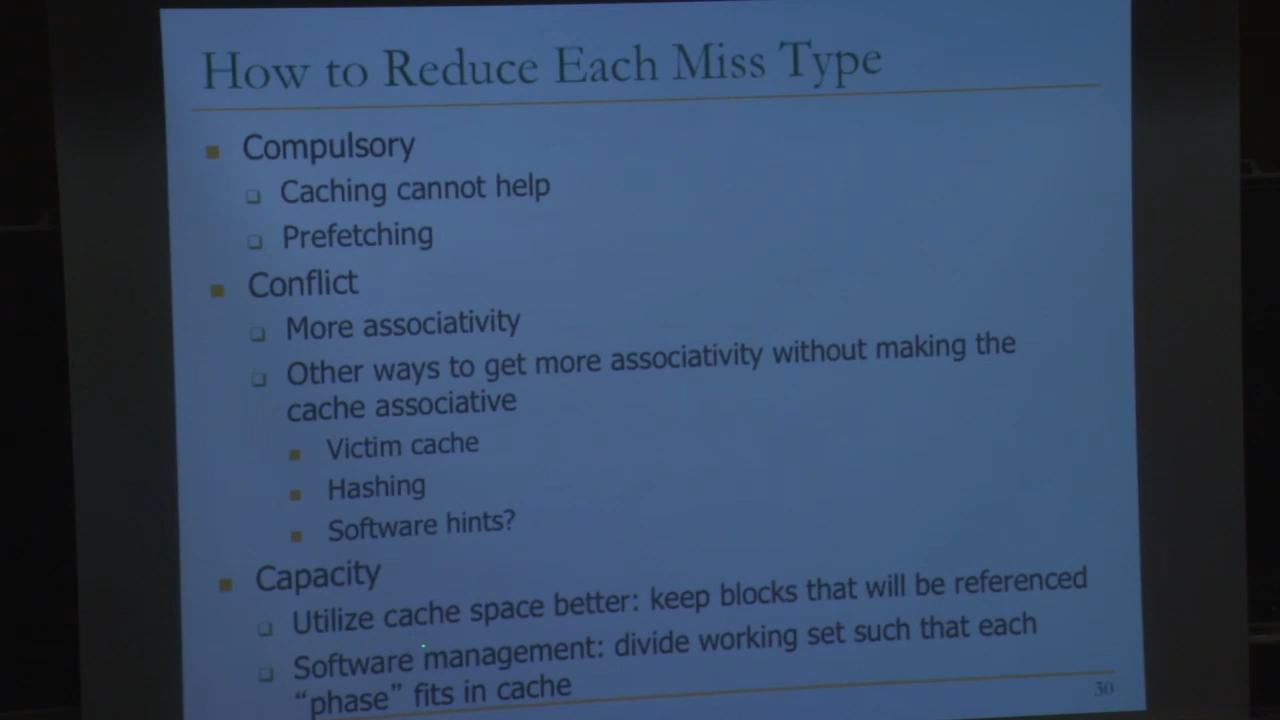 How to Reduce Each Miss Type
Compulsory
Caching cannot help
Prefetching
Conflict
More associativity
Other ways to get more associativity without making the
cache associative
Victim cache
Hashing
Software hints?
Capacity
Utilize cache space better: keep blocks that will be referenced
Software management: divide working set such that each
“phase” fits in cache
30